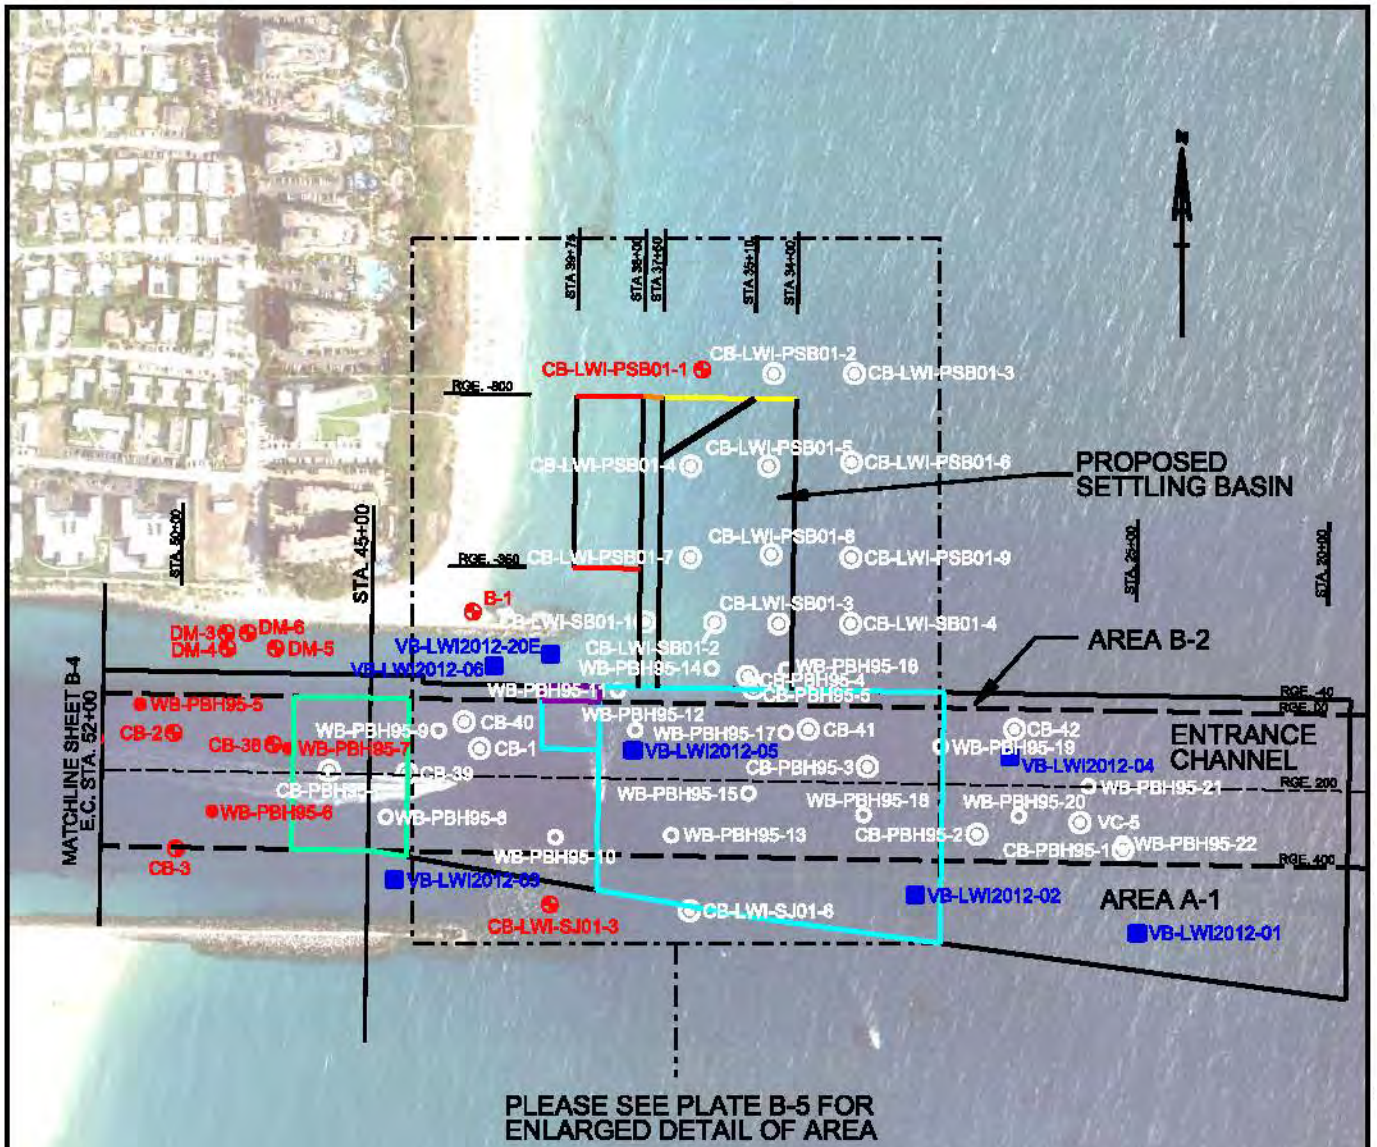 N
STA 39+75
STA 38+00
STA 37+60
STA 35+10
STA 34+00
CB-LWI-PSB01-1
CB-LWI-PSB01-2
CB-LWI-PSB01-3
RGE. -800
CB-LWI-PSB01-4
CB-LWI-PSB01-5
CB-LWI-PSB01-6
PROPOSED
SETTLING BASIN
STA. 50+00
STA. 45+00
STA. 25+00
STA. 20+00
RGE. -350
CB-LWI-PSB01-7
CB-LWI-PSB01-8
CB-LWI-PSB01-9
B-1
CB-LWI-SB01-1
CB-LWI-SB01-2
CB-LWI-SB01-3
CB-LWI-SB01-4
DM-3
DM-6
DM-4
DM-5
VB-LWI2012-20E
VB-LWI2012-06
AREA B-2
WB-PBH95-14
WB-PBH95-16
CB-PBH95-4
WB-PBH95-11
CB-PBH95-5
MATCHLINE SHEET B-4
E.C. STA. 52+00
WB-PBH95-5
CB-2
CB-38
WB-PBH95-7
WB-PBH95-9
CB-40
CB-1
WB-PBH95-12
WB-PBH95-17
CB-41
CB-42
ENTRANCE
CHANNEL
VB-LWI2012-05
WB-PBH95-19
VB-LWI2012-04
CB-39
CB-PBH95-3
RGE. 200
WB-PBH95-15
WB-PBH95-18
WB-PBH95-20
WB-PBH95-21
WB-PBH95-6
WB-PBH95-8
WB-PBH95-10
WB-PBH95-13
CB-PBH95-2
VC-5
CB-PBH95-1
WB-PBH95-22
CB-3
RGE. 400
VB-LWI2012-03
VB-LWI2012-02
AREA A-1
CB-LWI-SJ01-3
CB-LWI-SJ01-6
VB-LWI2012-01
PLEASE SEE PLATE B-5 FOR
ENLARGED DETAIL OF AREA